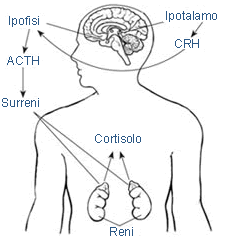 Ipofisi
Ipotalamo
CRH
ACTH
Surreni
Cortisolo
Reni